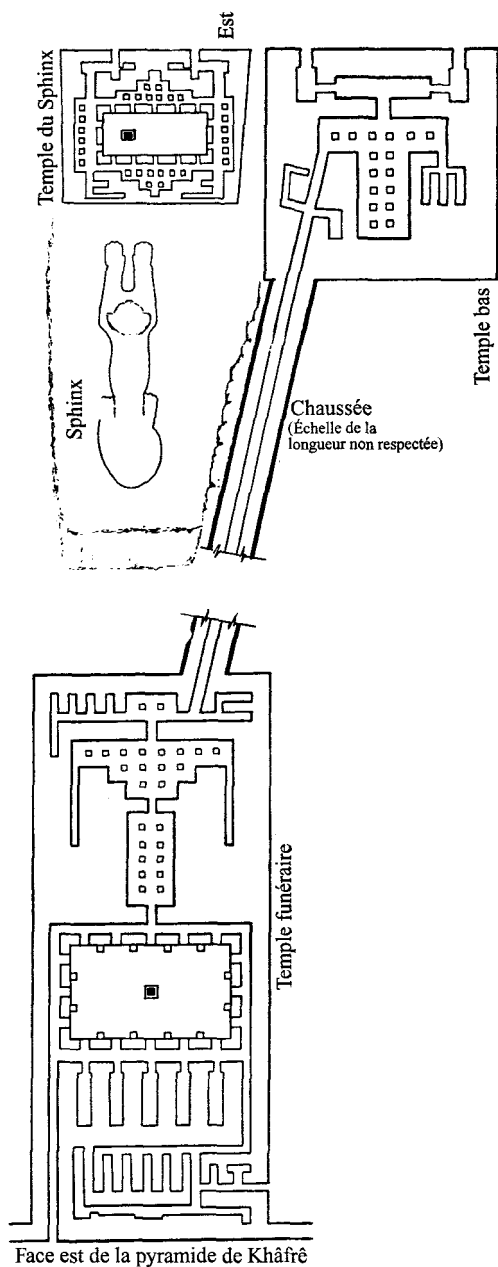 Est
Temple du Sphinx
Sphinx
Temple bas
Chaussée
(Échelle de la
longueur non respectée)
Temple funéraire
Face est de la pyramide de Khâfrê